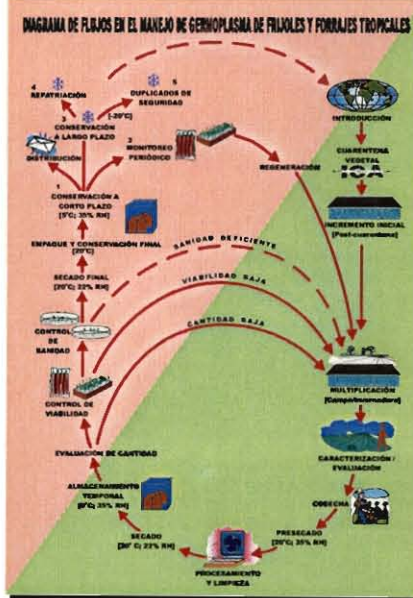 DIAGRAMA DE FLUJOS EN EL MANEJO DE GERMOPLASMA DE FRIJOLES Y FORRAJES TROPICALES
4
REPATRIACIÓN
5
DUPLICADOS DE
SEGURIDAD
[-20°C]
3
CONSERVACIÓN
A LARGO PLAZO
DISTRIBUCIÓN
2
MONITOREO
PERIÓDICO
1
CONSERVACIÓN A
CORTO PLAZO
[5°C; 35% RH]
EMPAQUE Y CONSERVACIÓN FINAL
[20°C]
SECADO FINAL
[20°C; 22% RH]
CONTROL
DE
SANIDAD
CONTROL DE
VIABILIDAD
EVALUACIÓN DE CANTIDAD
ALMACENAMIENTO
TEMPORAL
[5°C; 35% RH]
SECADO
[20°C; 22% RH]
PROCESAMIENTO
Y LIMPIEZA
PRESECADO
[20°C; 35% RH]
COSECHA
CARACTERIZACIÓN /
EVALUACIÓN
MULTIPLICACIÓN
[Campo/invernadero]
INCREMENTO INICIAL
[Post-cuarentena]
ICA
CUARENTENA
VEGETAL
INTRODUCCIÓN
REGENERACIÓN
SANIDAD DEFICIENTE
VIABILIDAD BAJA
CANTIDAD BAJA